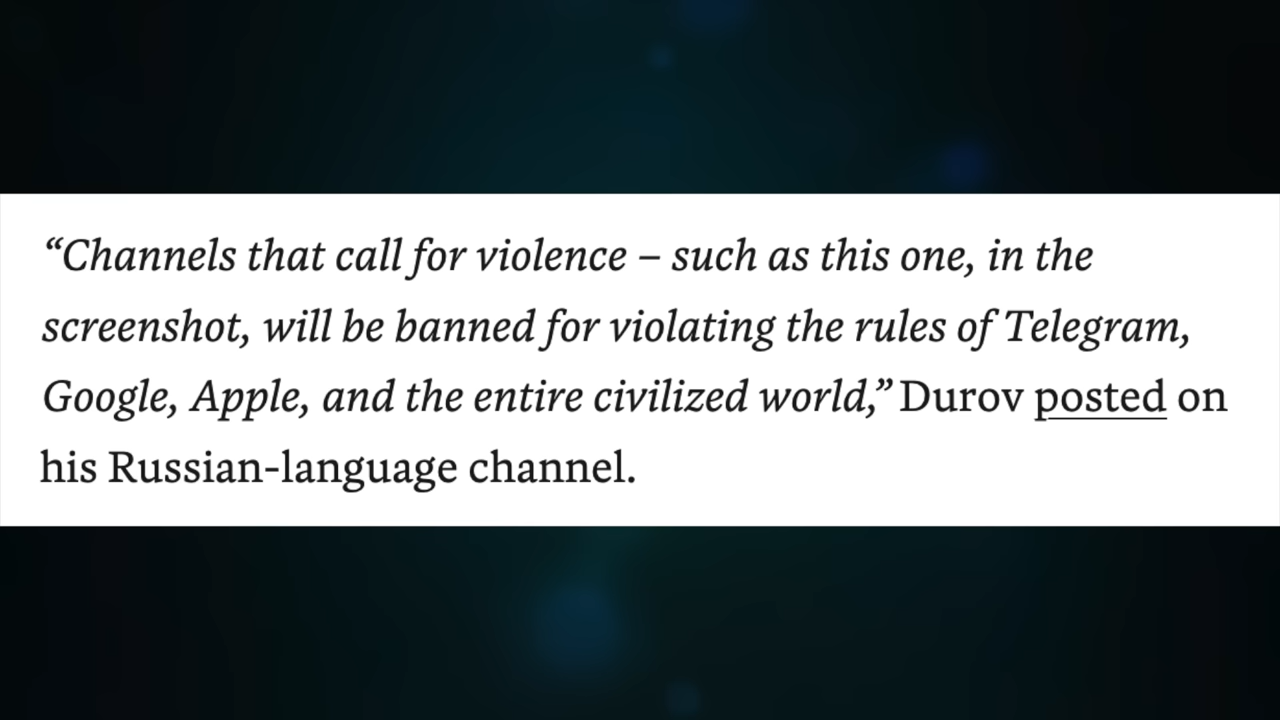 “Channels that call for violence – such as this one, in the
screenshot, will be banned for violating the rules of Telegram,
Google, Apple, and the entire civilized world,” Durov posted on
his Russian-language channel.